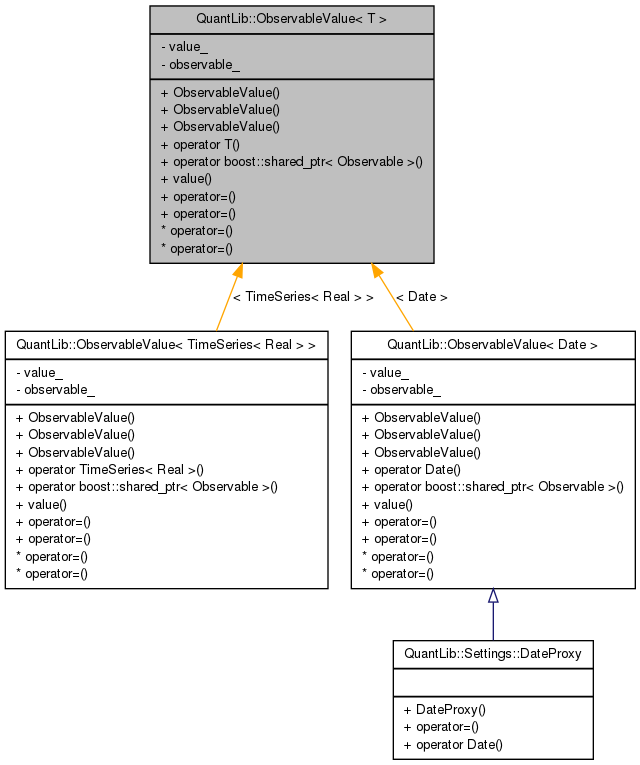 QuantLib::ObservableValue< T >
- value_
- observable_
+ ObservableValue()
+ ObservableValue()
+ ObservableValue()
+ operator T()
+ operator boost::shared_ptr< Observable >()
+ value()
+ operator=()
+ operator=()
* operator=()
* operator=()
< TimeSeries< Real > >
< Date >
QuantLib::ObservableValue< TimeSeries< Real > >
- value_
- observable_
+ ObservableValue()
+ ObservableValue()
+ ObservableValue()
+ operator TimeSeries< Real >()
+ operator boost::shared_ptr< Observable >()
+ value()
+ operator=()
+ operator=()
* operator=()
* operator=()
QuantLib::ObservableValue< Date >
- value_
- observable_
+ ObservableValue()
+ ObservableValue()
+ ObservableValue()
+ operator Date()
+ operator boost::shared_ptr< Observable >()
+ value()
+ operator=()
+ operator=()
* operator=()
* operator=()
QuantLib::Settings::DateProxy
+ DateProxy()
+ operator=()
+ operator Date()